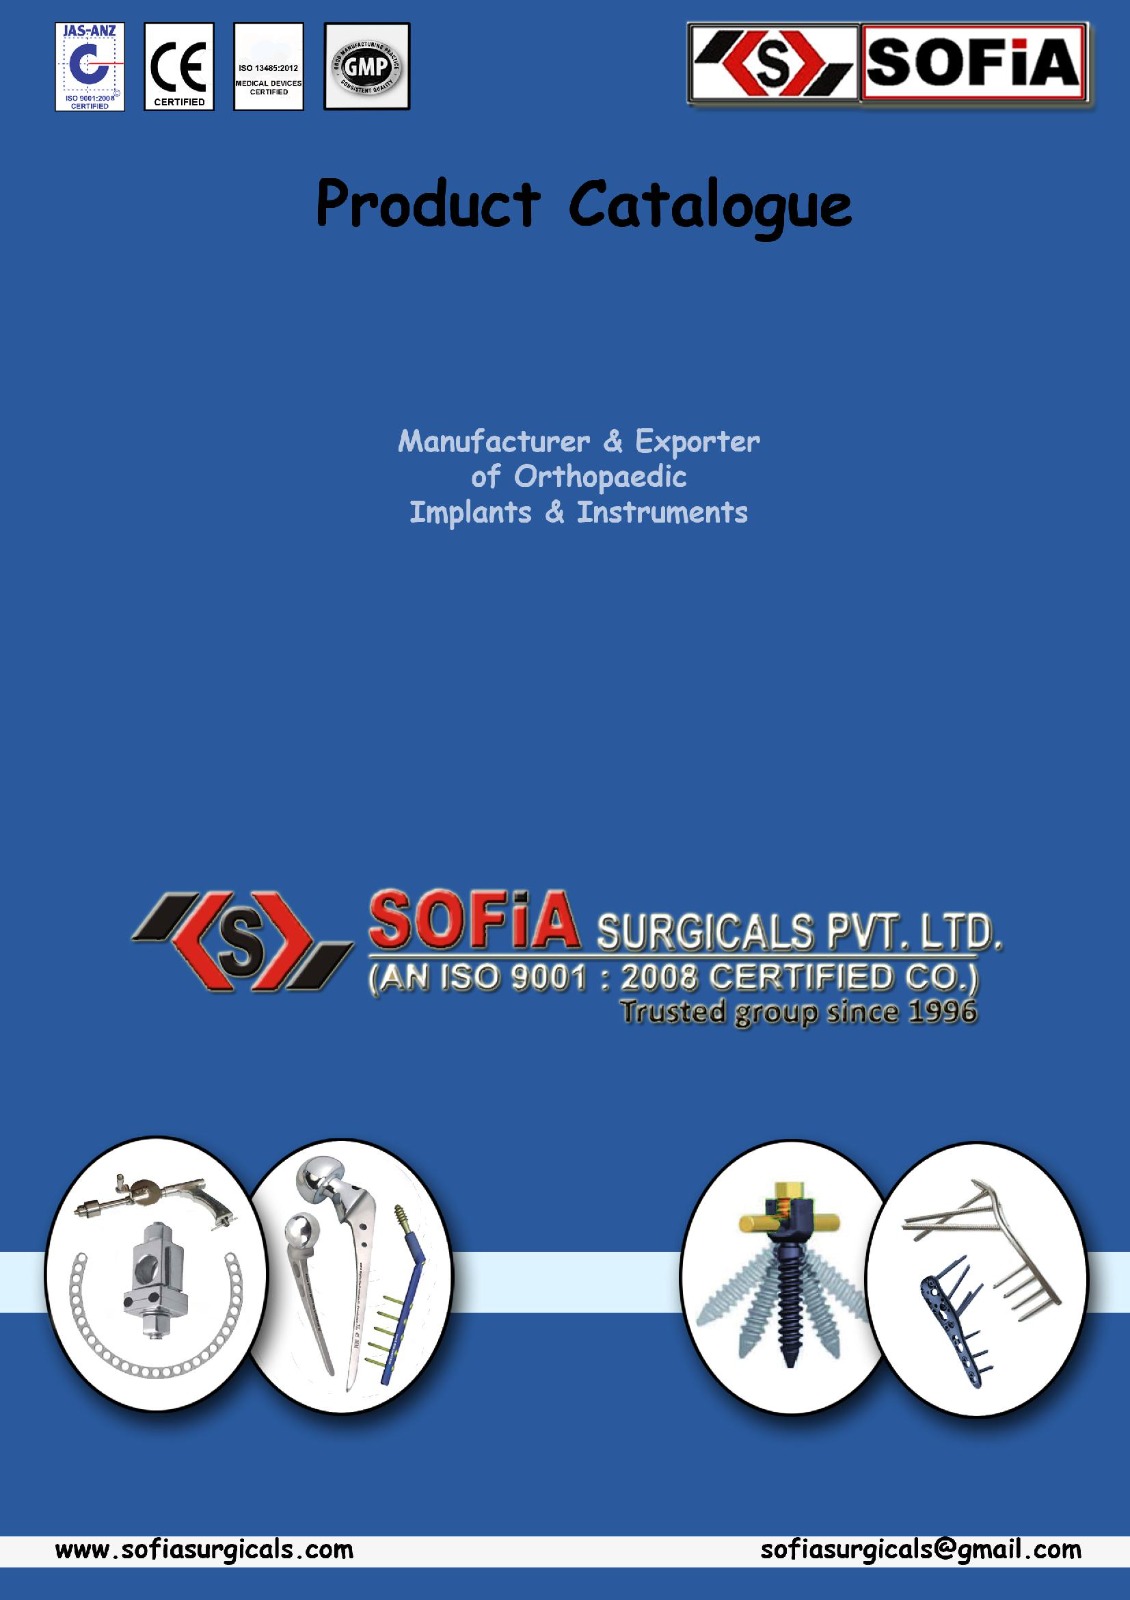 JAS-ANZ
ISO 9001:2008
CERTIFIED
CE
CERTIFIED
ISO 13485:2012
MEDICAL DEVICES
CERTIFIED
GOOD MANUFACTURING PRACTICE
GMP
CONSISTENT QUALITY
S SOFiA
Product Catalogue
Manufacturer & Exporter
of Orthopaedic
Implants & Instruments
S SOFiA SURGICALS PVT. LTD.
(AN ISO 9001 : 2008 CERTIFIED CO.)
Trusted group since 1996
www.sofiasurgicals.com
sofiasurgicals@gmail.com